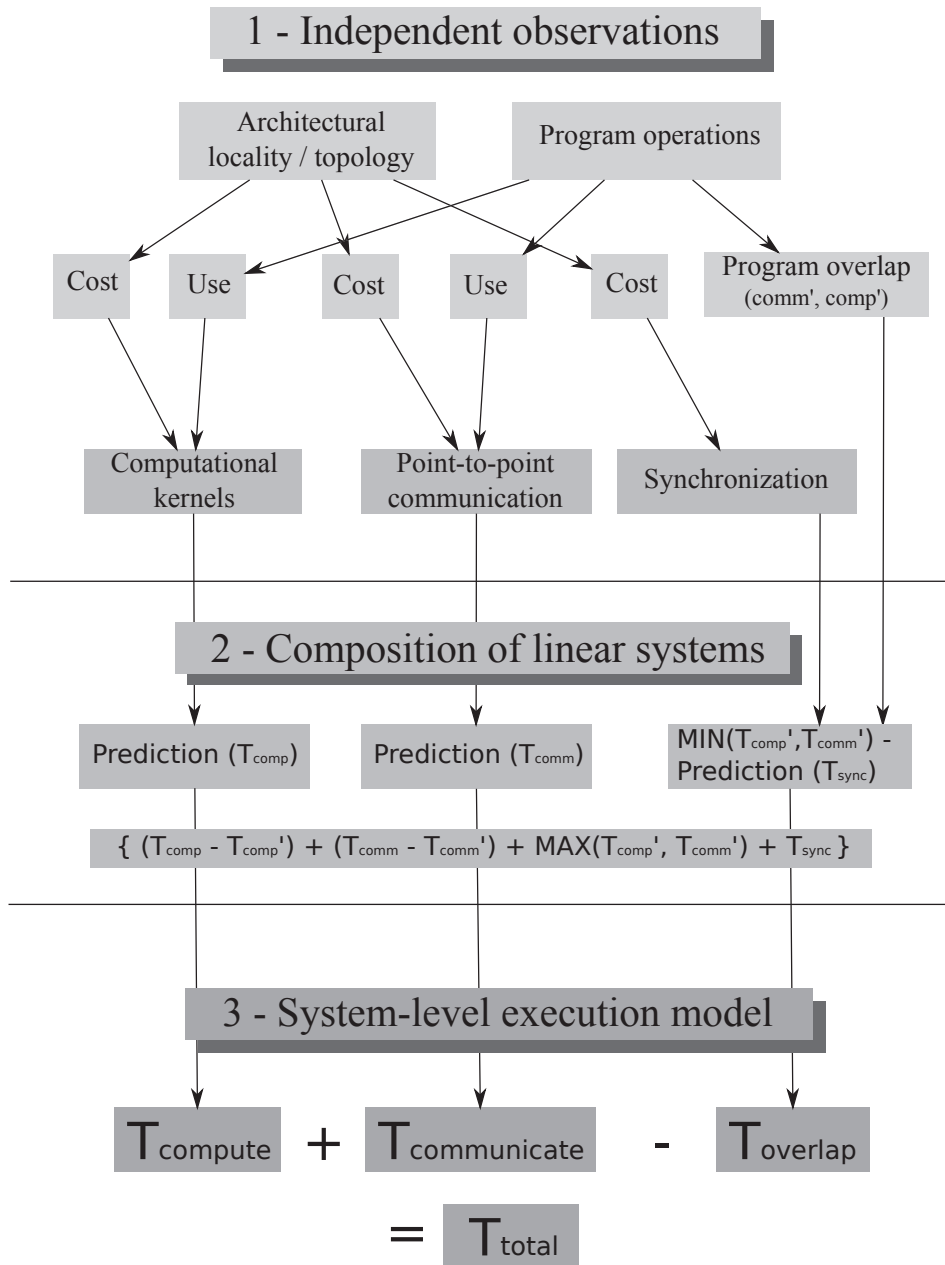 1 - Independent observations
Architectural
locality / topology
Program operations
Cost
Use
Cost
Use
Cost
Program overlap
(comm', comp')
Computational
kernels
Point-to-point
communication
Synchronization
2 - Composition of linear systems
Prediction (Tcomp)
Prediction (Tcomm)
MIN(Tcomp',Tcomm') -
Prediction (Tsync)
{ (Tcomp - Tcomp') + (Tcomm - Tcomm') + MAX(Tcomp', Tcomm') + Tsync }
3 - System-level execution model
Tcompute + Tcommunicate - Toverlap
= Ttotal